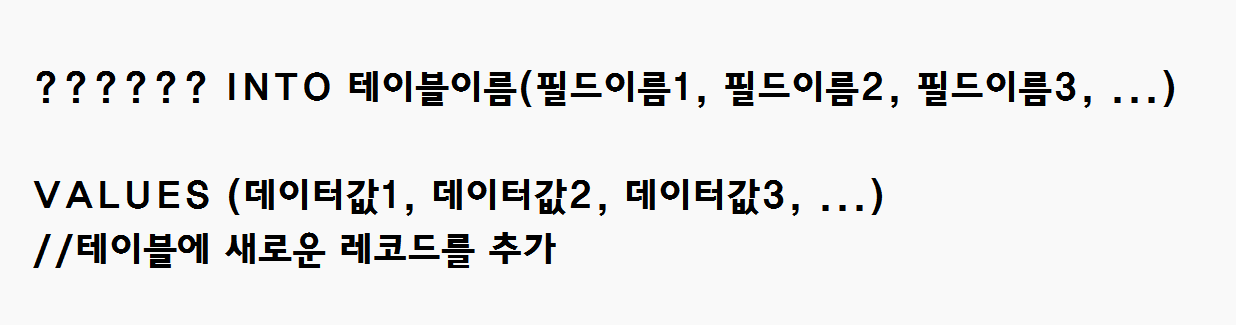 ?????? INTO 테이블이름(필드이름1, 필드이름2, 필드이름3, ...)
VALUES (데이터값1, 데이터값2, 데이터값3, ...)
//테이블에 새로운 레코드를 추가